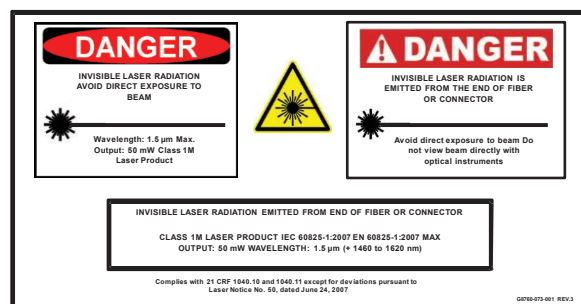 DANGER
INVISIBLE LASER RADIATION
AVOID DIRECT EXPOSURE TO
BEAM
Wavelength: 1.5 µm Max.
Output: 50 mW Class 1M
Laser Product
DANGER
INVISIBLE LASER RADIATION IS
EMITTED FROM THE END OF FIBER
OR CONNECTOR
Avoid direct exposure to beam Do
not view beam directly with
optical instruments
INVISIBLE LASER RADIATION EMITTED FROM END OF FIBER OR CONNECTOR
CLASS 1M LASER PRODUCT IEC 60825-1:2007 EN 60825-1:2007 MAX
OUTPUT: 50 mW WAVELENGTH: 1.5 µm (+ 1460 to 1620 nm)
Complies with 21 CRF 1040.10 and 1040.11 except for deviations pursuant to
Laser Notice No. 50, dated June 24, 2007
G8760-073-001 REV.3